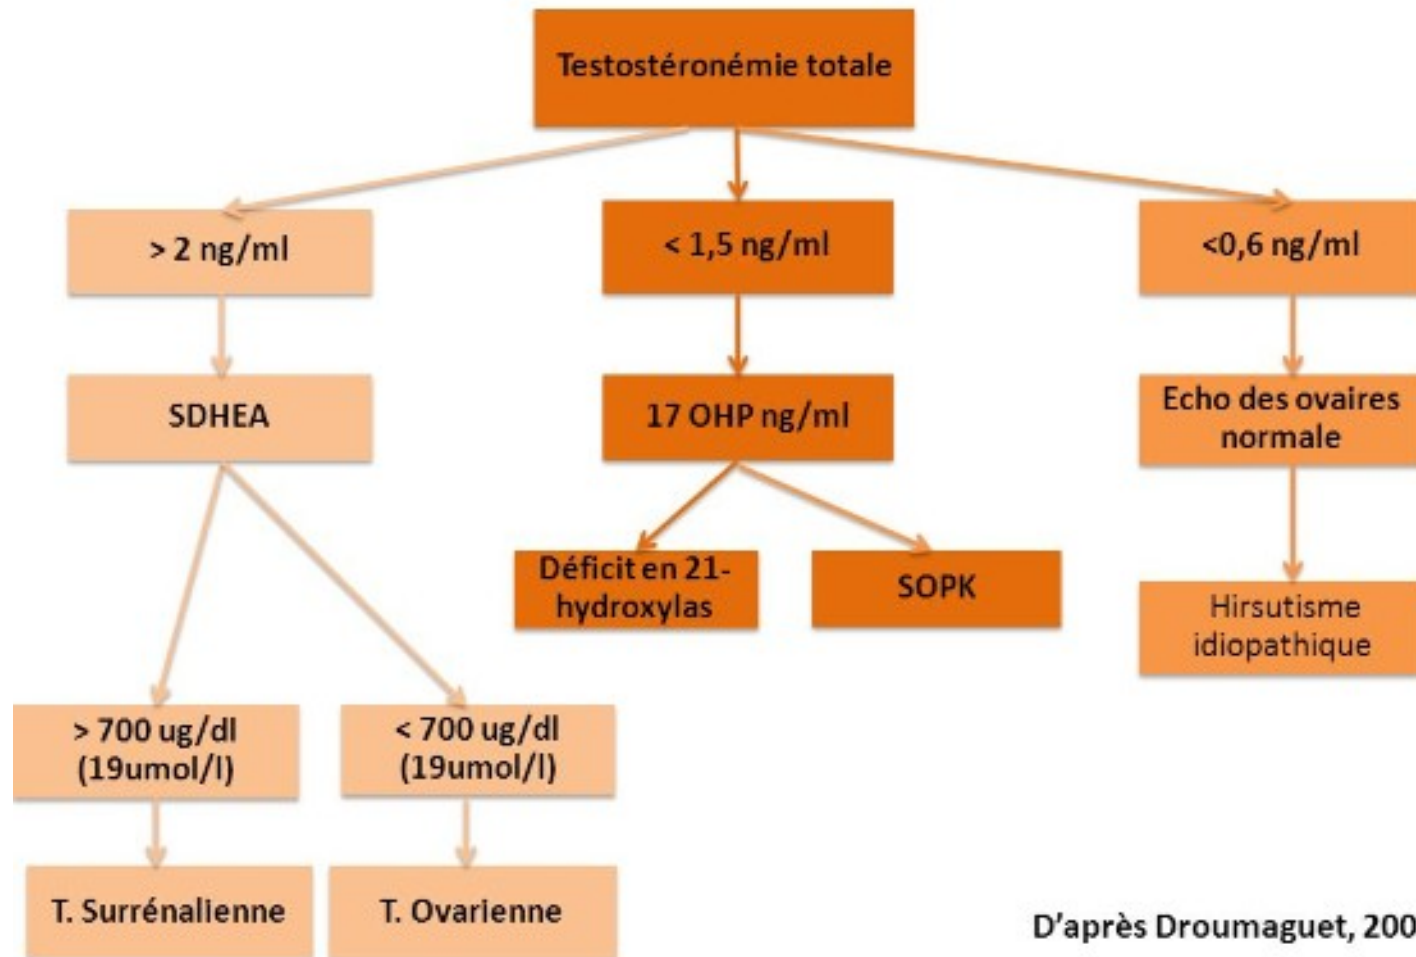 Testostéronémie totale
> 2 ng/ml
< 1,5 ng/ml
<0,6 ng/ml
SDHEA
17 OHP ng/ml
Echo des ovaires
normale
Déficit en 21-
hydroxylas
SOPK
Hirsutisme
idiopathique
> 700 ug/dl
(19umol/l)
< 700 ug/dl
(19umol/l)
T. Surrénalienne
T. Ovarienne
D'après Droumaguet, 200